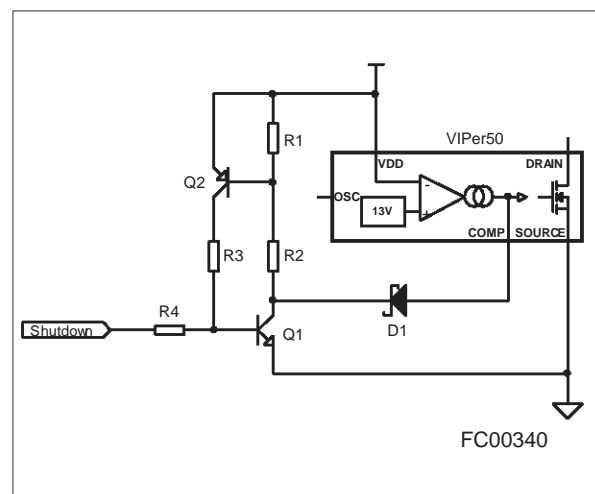 VIPer50
R1
VDD
DRAIN
Q2
OSC
-
13V
+
COMP
SOURCE
R3
R2
R4
Shutdown
Q1
D1
FC00340